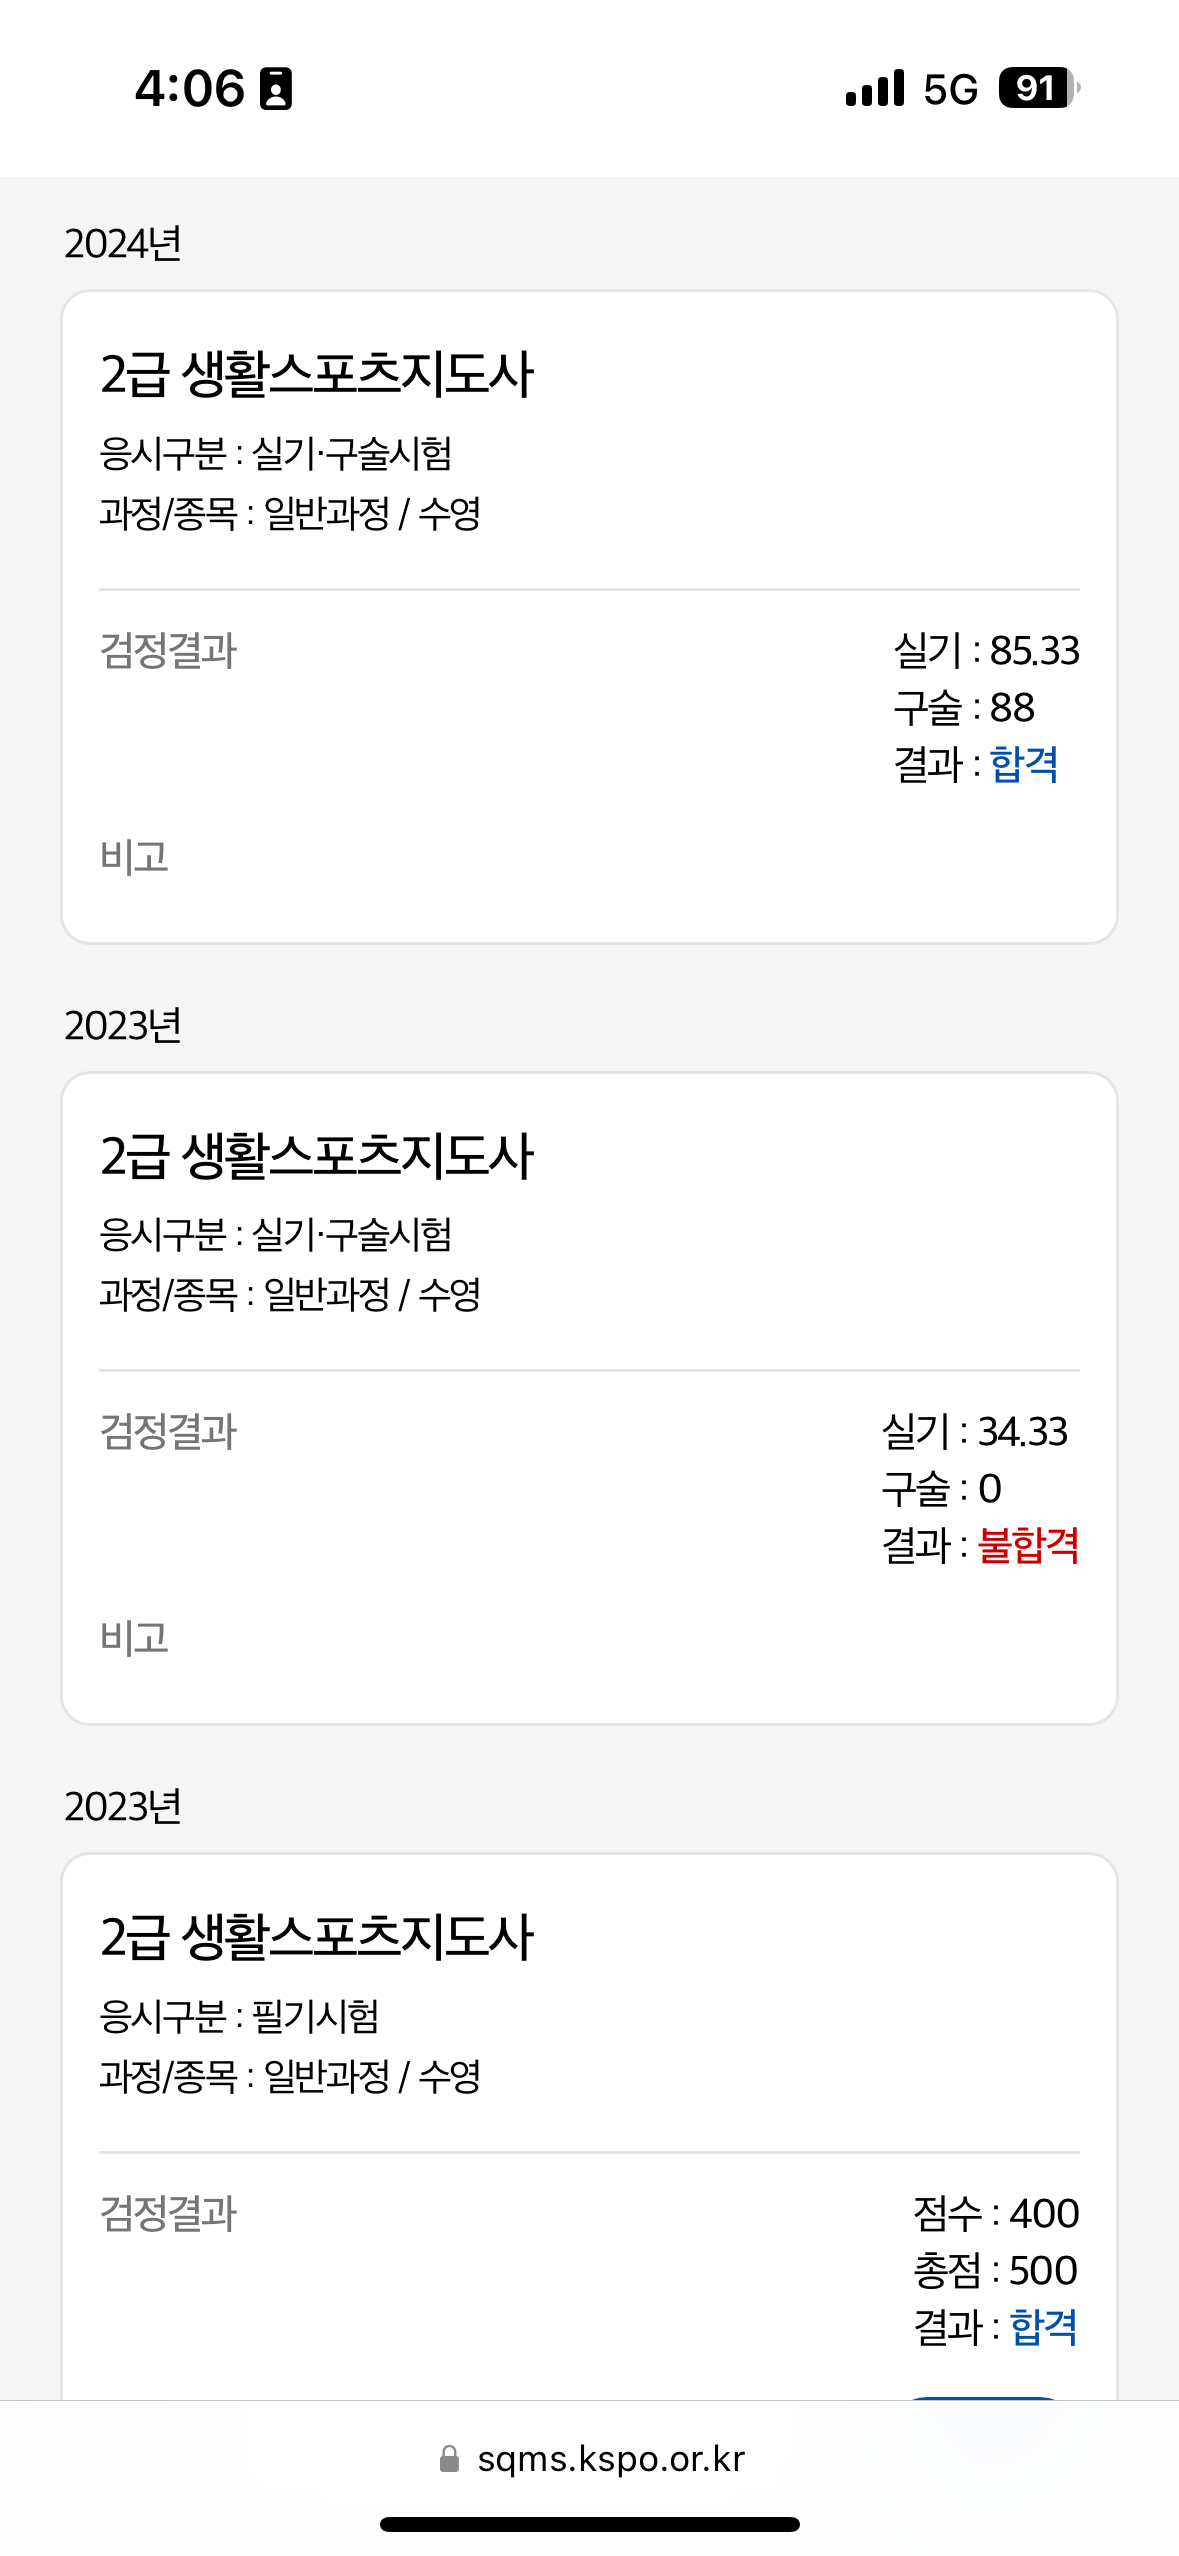 4:06
5G 91
2024년
2급 생활스포츠지도사
응시구분 : 실기·구술시험
과정/종목 : 일반과정 / 수영
검정결과
실기 : 85.33
구술 : 88
결과 : 합격
비고
2023년
2급 생활스포츠지도사
응시구분 : 실기·구술시험
과정/종목 : 일반과정 / 수영
검정결과
실기 : 34.33
구술 : 0
결과 : 불합격
비고
2023년
2급 생활스포츠지도사
응시구분 : 필기시험
과정/종목 : 일반과정 / 수영
검정결과
점수 : 400
총점 : 500
결과 : 합격
sqms.kspo.or.kr